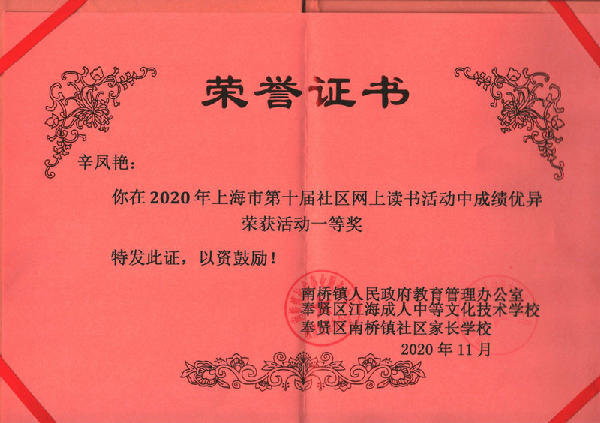 荣誉证书
辛凤艳：
你在2020年上海市第十届社区网上读书活动中成绩优异
荣获活动一等奖
特发此证，以资鼓励！
南桥镇人民政府教育管理办公室
奉贤区江海成人中等文化技术学校
奉贤区南桥镇社区家长学校
2020年11月